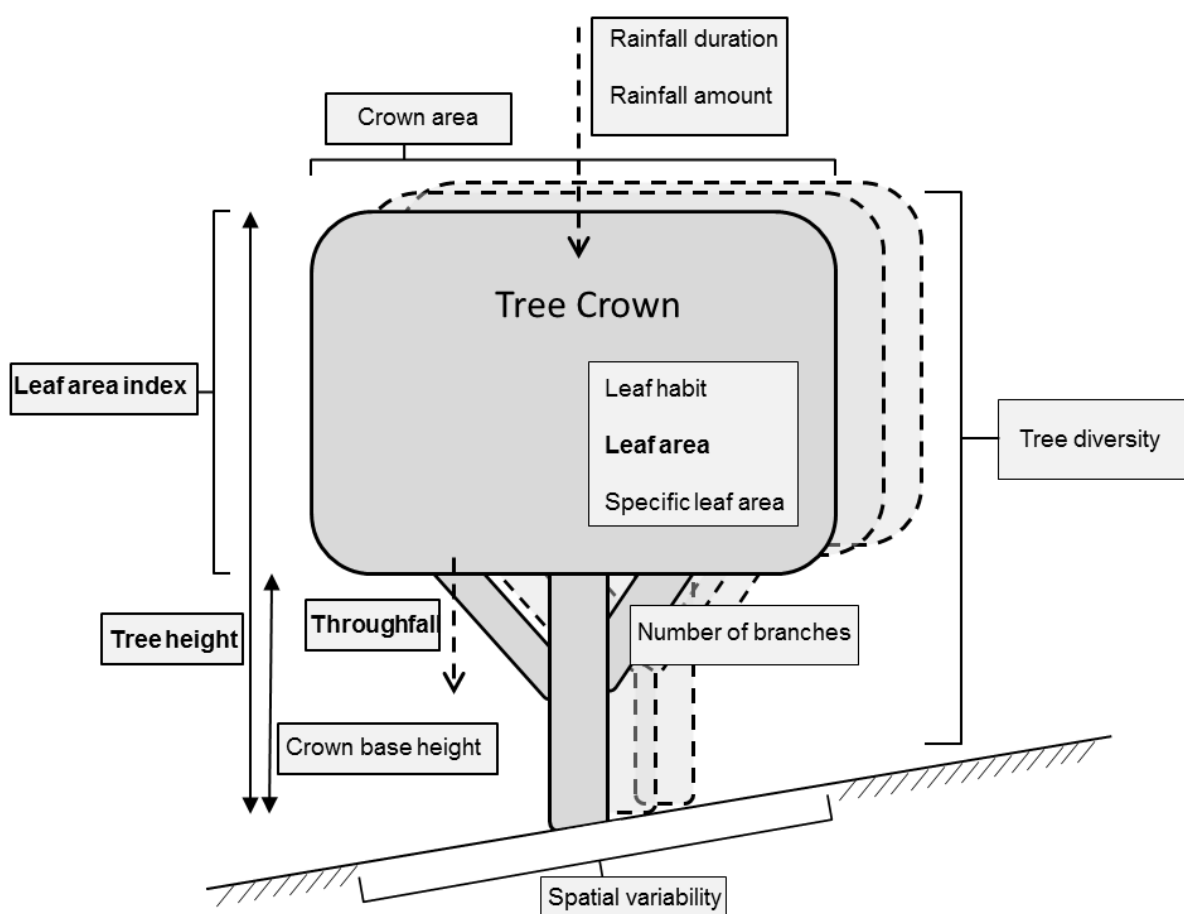 Rainfall duration
Rainfall amount
Crown area
Tree Crown
Leaf area index
Leaf habit
Leaf area
Specific leaf area
Tree diversity
Tree height
Throughfall
Number of branches
Crown base height
Spatial variability